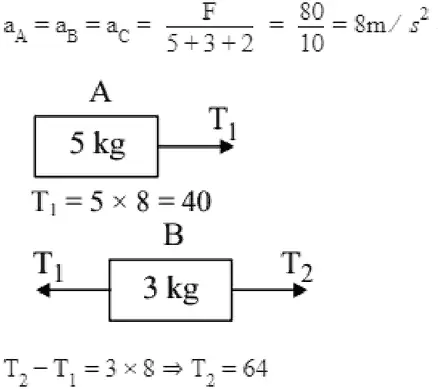 a_A = a_B = a_C = F / (5 + 3 + 2) = 80 / 10 = 8m / s²
A
5 kg T₁
T₁ = 5 × 8 = 40
B
T₁ 3 kg T₂
T₂ − T₁ = 3 × 8 ⇒ T₂ = 64